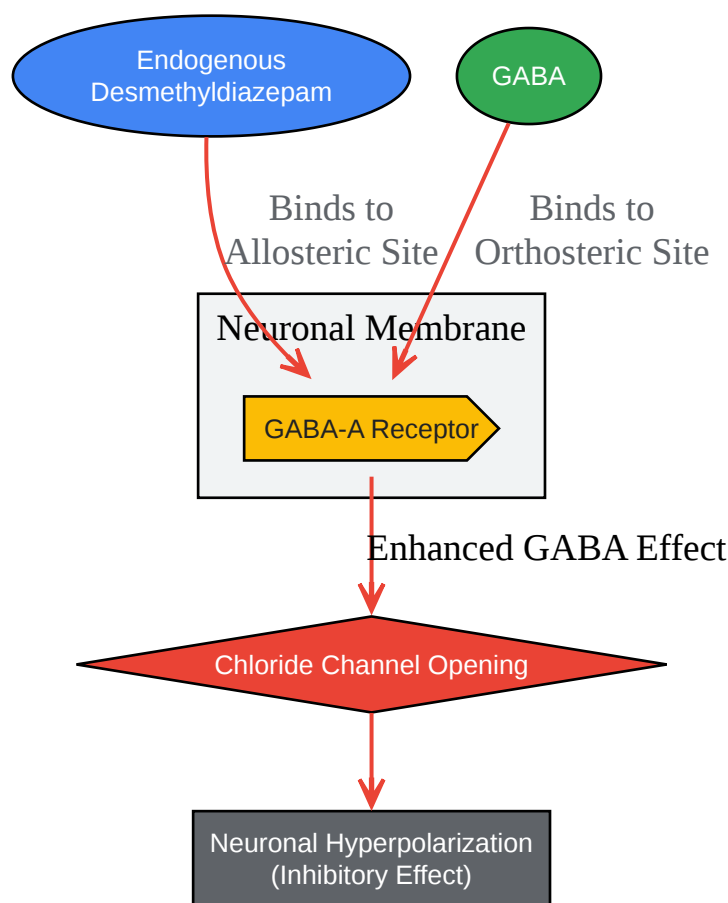 Endogenous
Desmethyldiazepam
GABA
Binds to
Allosteric Site
Binds to
Orthosteric Site
Neuronal Membrane
GABA-A Receptor
Enhanced GABA Effect
Chloride Channel Opening
Neuronal Hyperpolarization
(Inhibitory Effect)